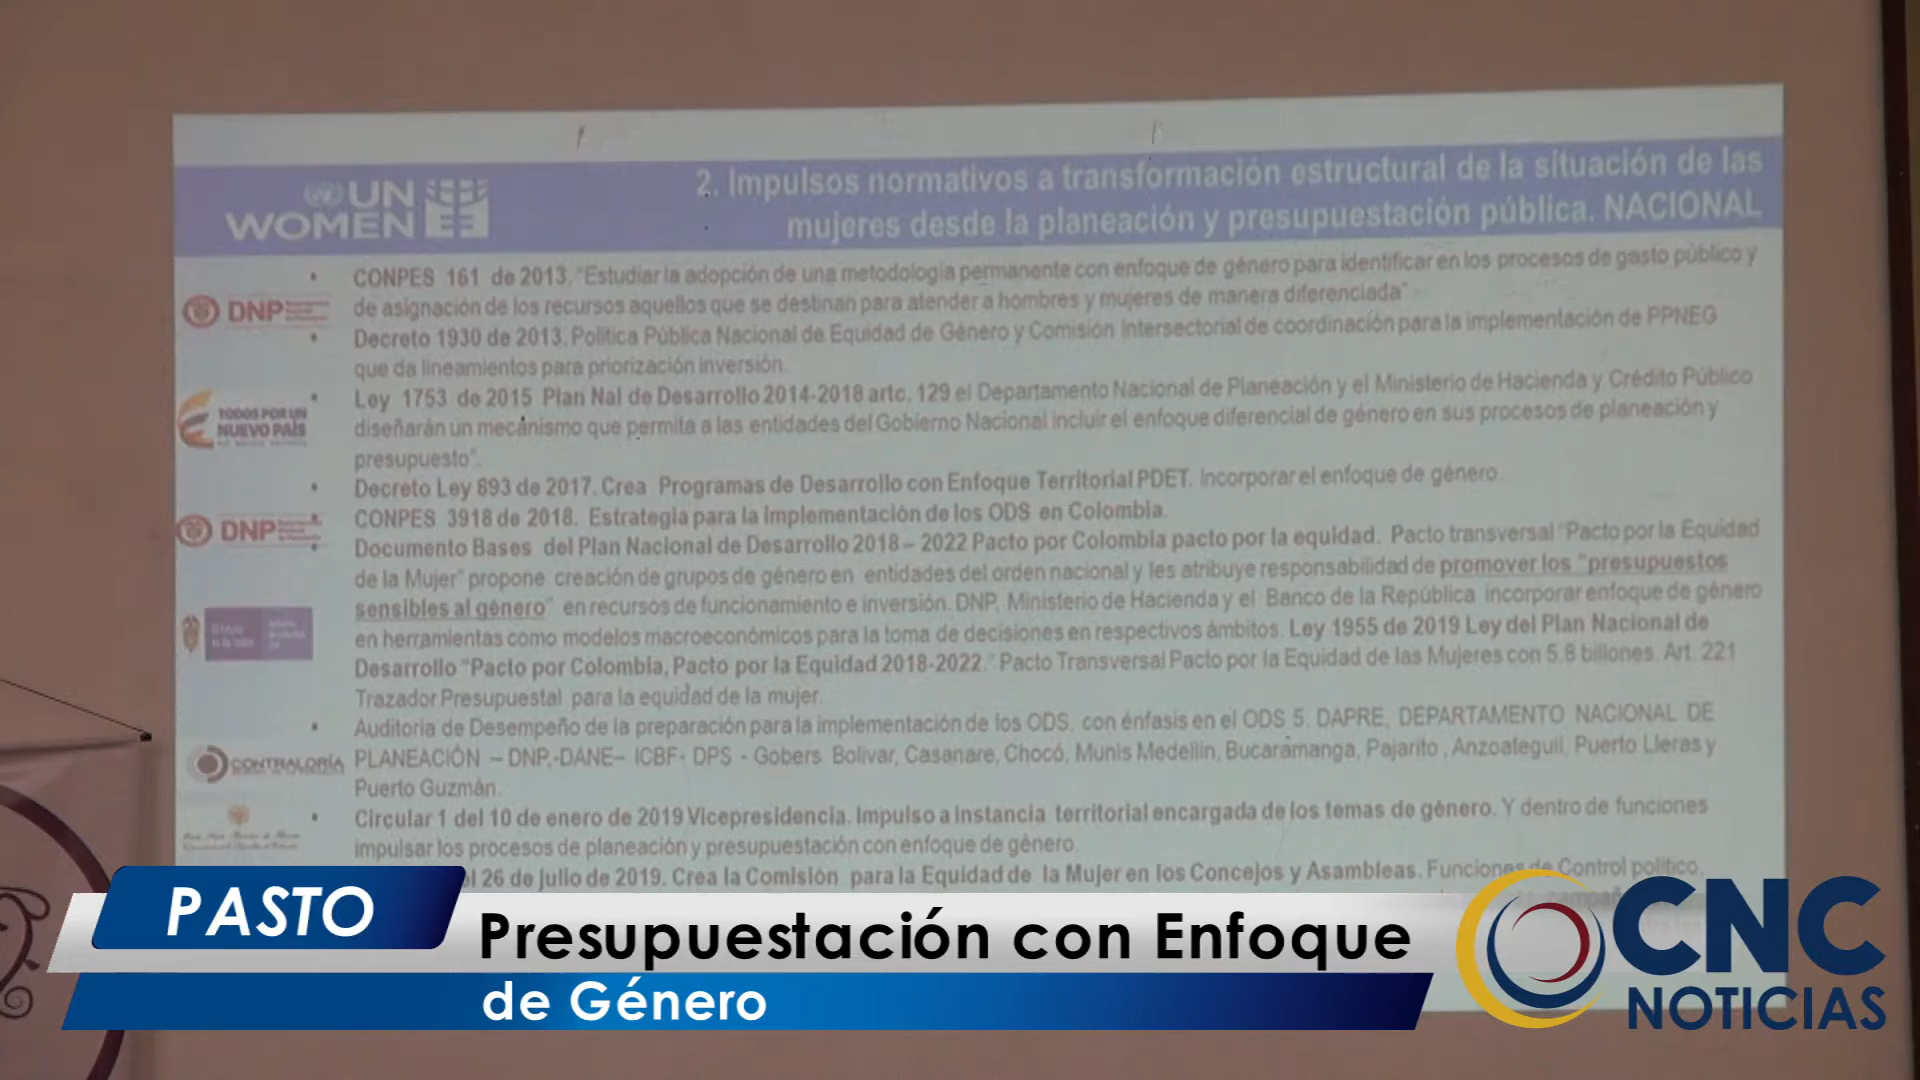 UN
WOMEN
2. Impulsos normativos a transformación estructural de la situación de las
mujeres desde la planeación y presupuestación pública. NACIONAL
• CONPES 161 de 2013. "Estudiar la adopción de una metodología permanente con enfoque de género para identificar en los procesos de gasto público y
de asignación de los recursos aquellos que se destinan para atender a hombres y mujeres de manera diferenciada"
• Decreto 1930 de 2013. Política Pública Nacional de Equidad de Género y Comisión Intersectorial de coordinación para la implementación de PPNEG
que da lineamientos para priorización inversión.
• Ley 1753 de 2015 Plan Nal de Desarrollo 2014-2018 artc. 129 el Departamento Nacional de Planeación y el Ministerio de Hacienda y Crédito Público
diseñarán un mecanismo que permita a las entidades del Gobierno Nacional incluir el enfoque diferencial de género en sus procesos de planeación y
presupuesto".
• Decreto Ley 893 de 2017. Crea Programas de Desarrollo con Enfoque Territorial PDET. Incorporar el enfoque de género.
• CONPES 3918 de 2018. Estrategia para la Implementación de los ODS en Colombia.
• Documento Bases del Plan Nacional de Desarrollo 2018 – 2022 Pacto por Colombia pacto por la equidad. Pacto transversal "Pacto por la Equidad
de la Mujer" propone creación de grupos de género en entidades del orden nacional y les atribuye responsabilidad de promover los "presupuestos
sensibles al género" en recursos de funcionamiento e inversión. DNP, Ministerio de Hacienda y el Banco de la República incorporar enfoque de género
en herramientas como modelos macroeconómicos para la toma de decisiones en respectivos ámbitos. Ley 1955 de 2019 Ley del Plan Nacional de
Desarrollo "Pacto por Colombia, Pacto por la Equidad 2018-2022." Pacto Transversal Pacto por la Equidad de las Mujeres con 5.8 billones. Art. 221
Trazador Presupuestal para la equidad de la mujer.
• Auditoria de Desempeño de la preparación para la implementación de los ODS, con énfasis en el ODS 5. DAPRE, DEPARTAMENTO NACIONAL DE
PLANEACIÓN – DNP,-DANE– ICBF- DPS - Gobers Bolivar, Casanare, Chocó, Munis Medellin, Bucaramanga, Pajarito , Anzoateguil, Puerto Lleras y
Puerto Guzmán.
• Circular 1 del 10 de enero de 2019 Vicepresidencia. Impulso a instancia territorial encargada de los temas de género. Y dentro de funciones
impulsar los procesos de planeación y presupuestación con enfoque de género.
26 de julio de 2019. Crea la Comisión para la Equidad de la Mujer en los Concejos y Asambleas. Funciones de Control político,
DNP
TODOS POR UN
NUEVO PAÍS
DNP
CONTRALORÍA
PASTO
Presupuestación con Enfoque
de Género
CNC
NOTICIAS